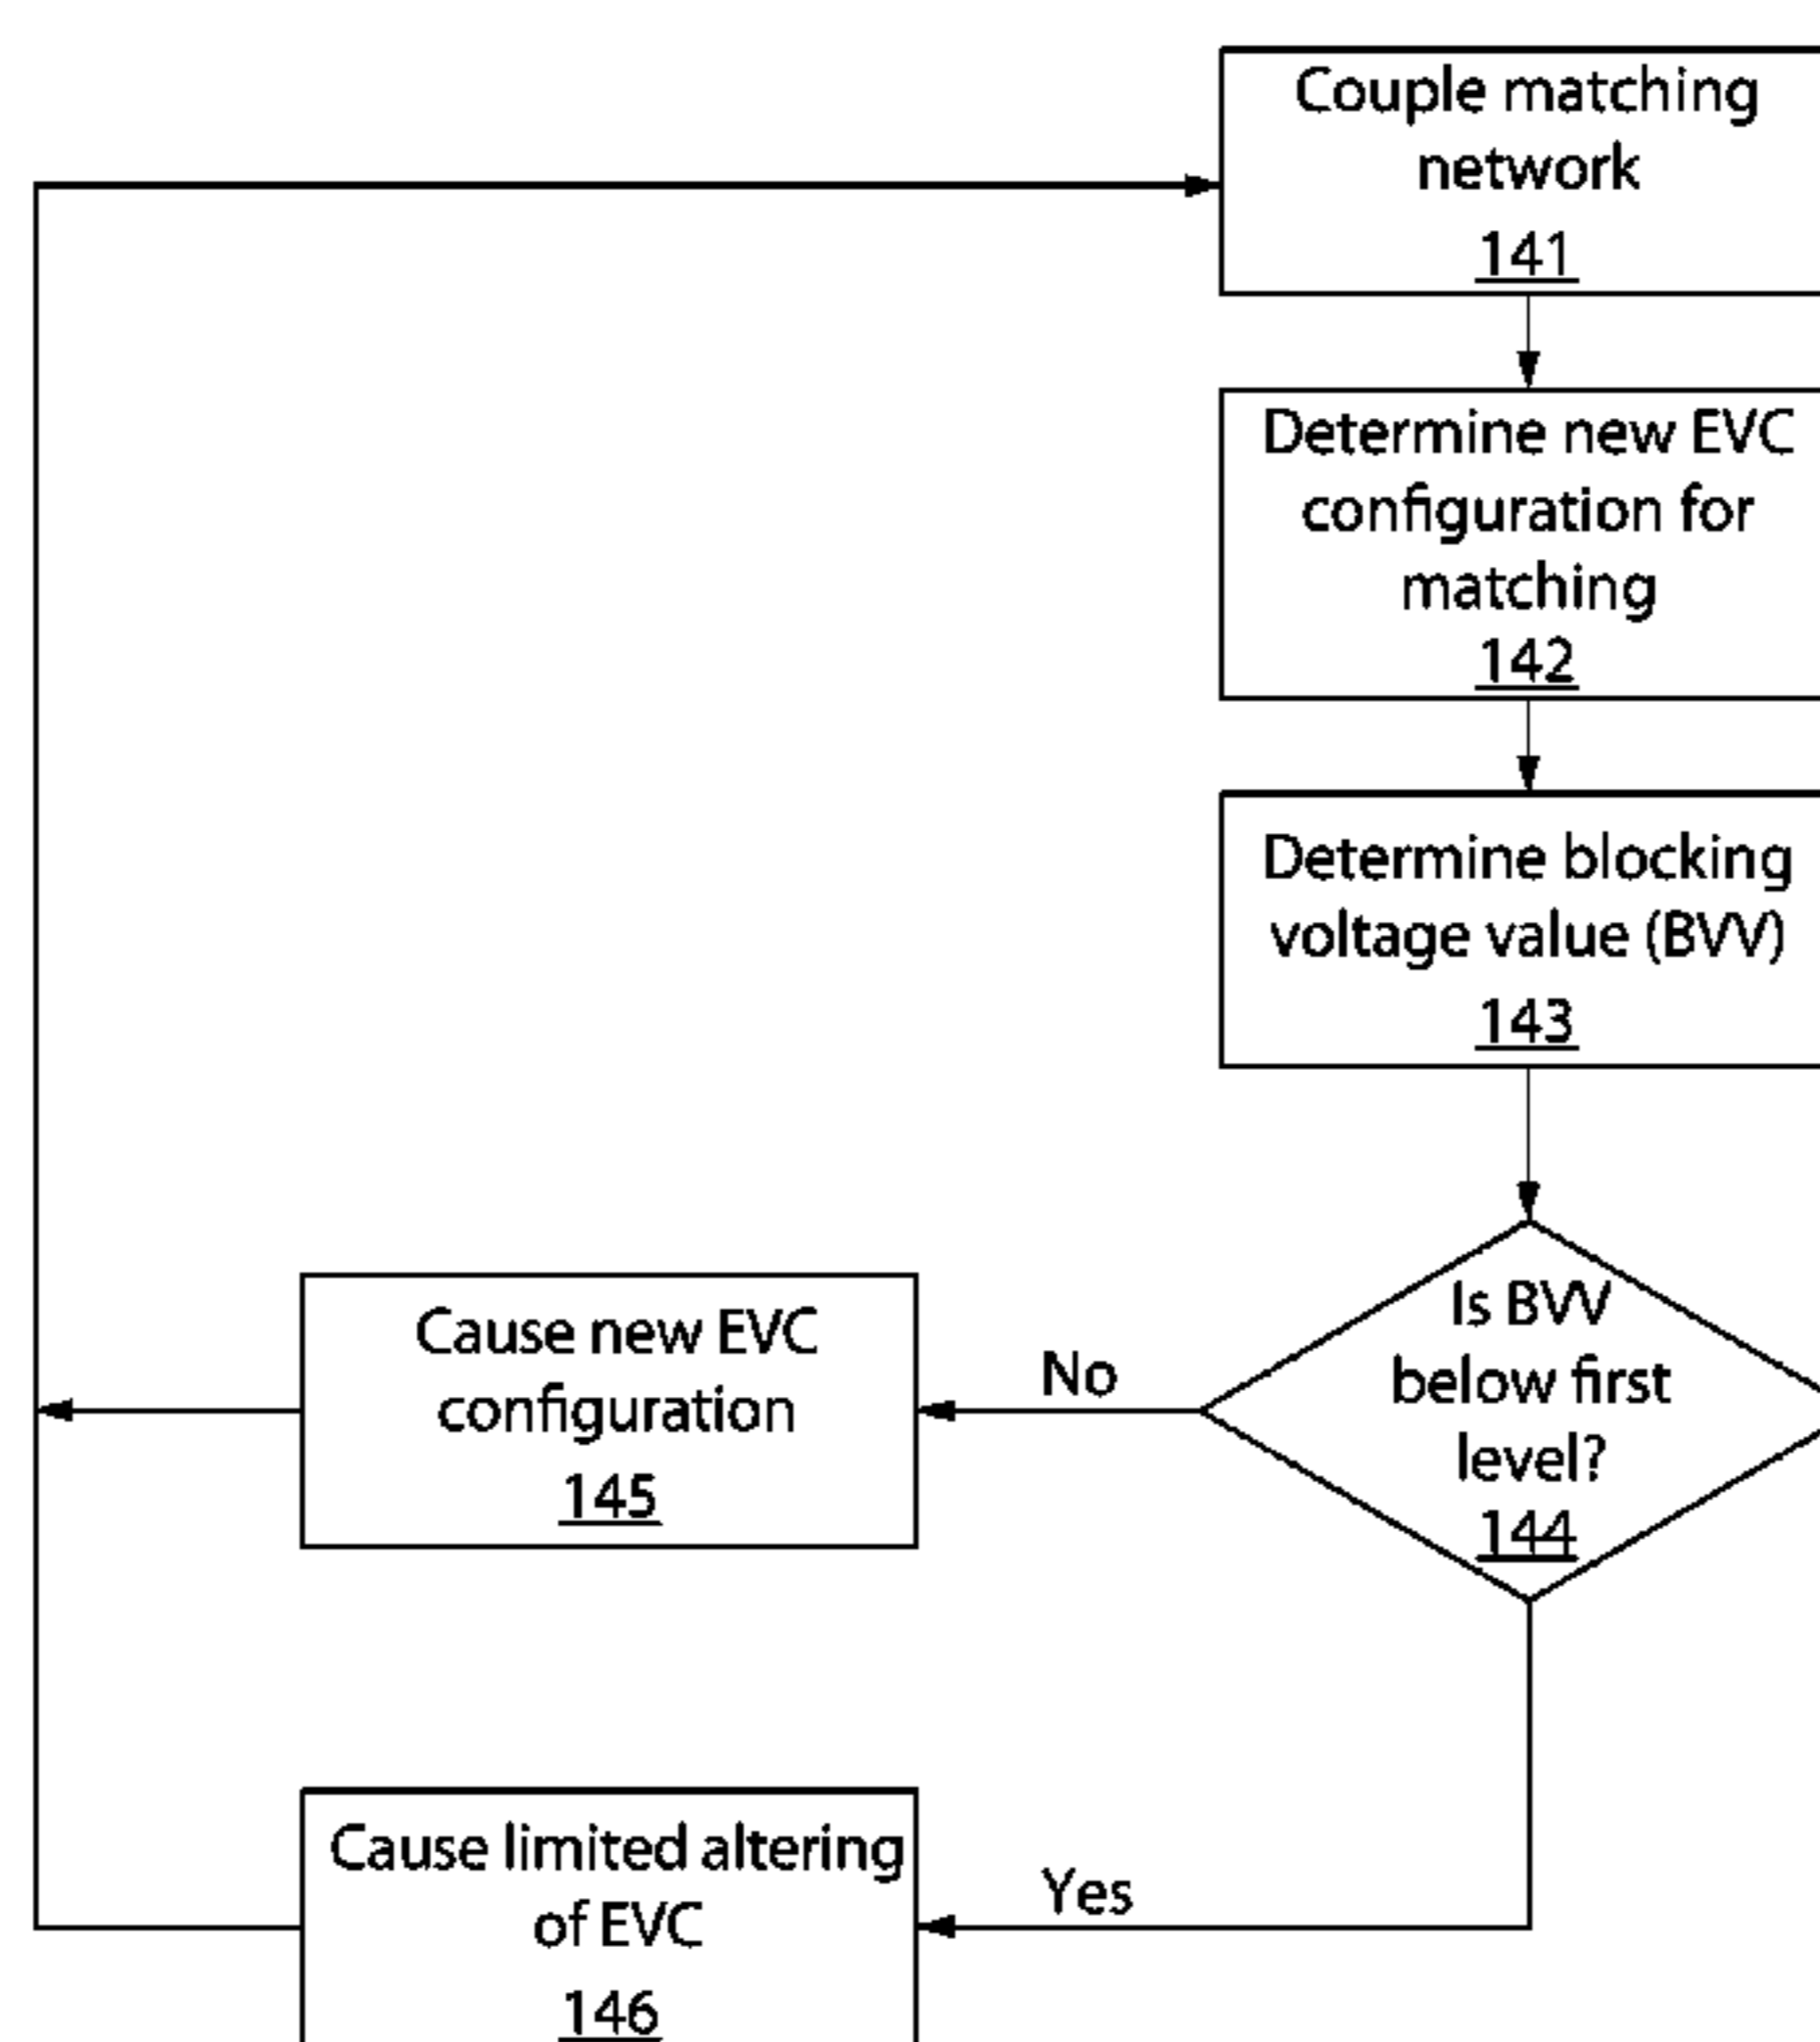 Couple matching
network
141
Determine new EVC
configuration for
matching
142
Determine blocking
voltage value (BVV)
143
Is BVV
below first
level?
144
No
Cause new EVC
configuration
145
Yes
Cause limited altering
of EVC
146